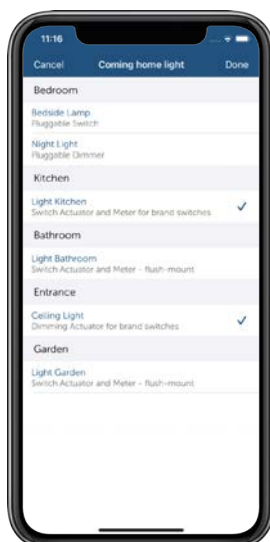 11:16
Cancel Coming home light Done
Bedroom
Bedside Lamp
Pluggable Switch
Night Light
Pluggable Dimmer
Kitchen
Light Kitchen
Switch Actuator and Meter for brand switches
Bathroom
Light Bathroom
Switch Actuator and Meter - flush-mount
Entrance
Ceiling Light
Dimming Actuator for brand switches
Garden
Light Garden
Switch Actuator and Meter - flush-mount